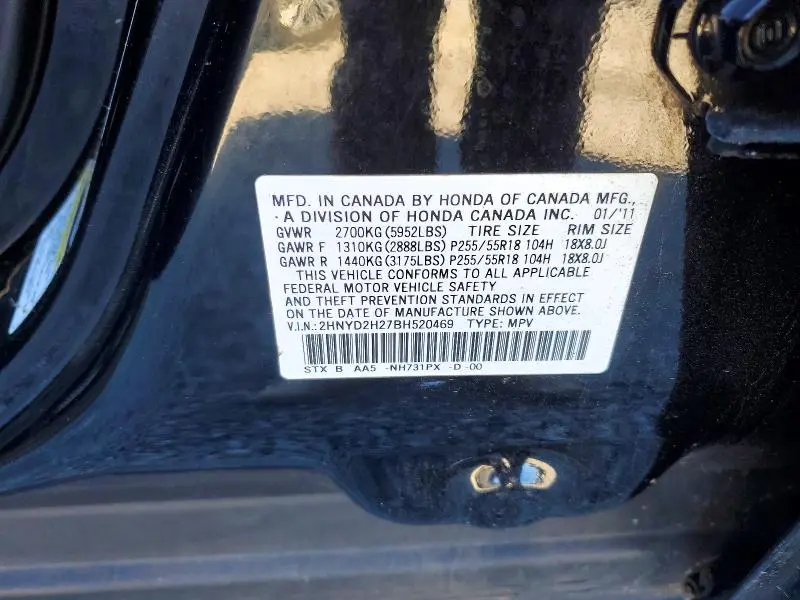 MFD. IN CANADA BY HONDA OF CANADA MFG.,
A DIVISION OF HONDA CANADA INC. 01/'11
GVWR 2700KG (5952LBS) TIRE SIZE RIM SIZE
GAWR F 1310KG (2888LBS) P255/55R18 104H 18X8.0J
GAWR R 1440KG (3175LBS) P255/55R18 104H 18X8.0J
THIS VEHICLE CONFORMS TO ALL APPLICABLE
FEDERAL MOTOR VEHICLE SAFETY
AND THEFT PREVENTION STANDARDS IN EFFECT
ON THE DATE OF MANUFACTURE SHOWN ABOVE.
V.I.N.: 2HNYD2H27BH520469 TYPE: MPV
STX B AA5 -NH731PX -D -00